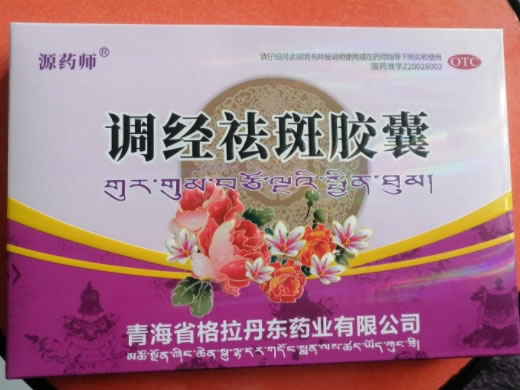 源药师®
请仔细阅读说明书并按说明使用或在药师指导下购买和使用
国药准字Z20026002
OTC
调经祛斑胶囊
གུར་གུམ་བཅོ་ལྔའི་སྤྱིན་ཐུམ།
青海省格拉丹东药业有限公司